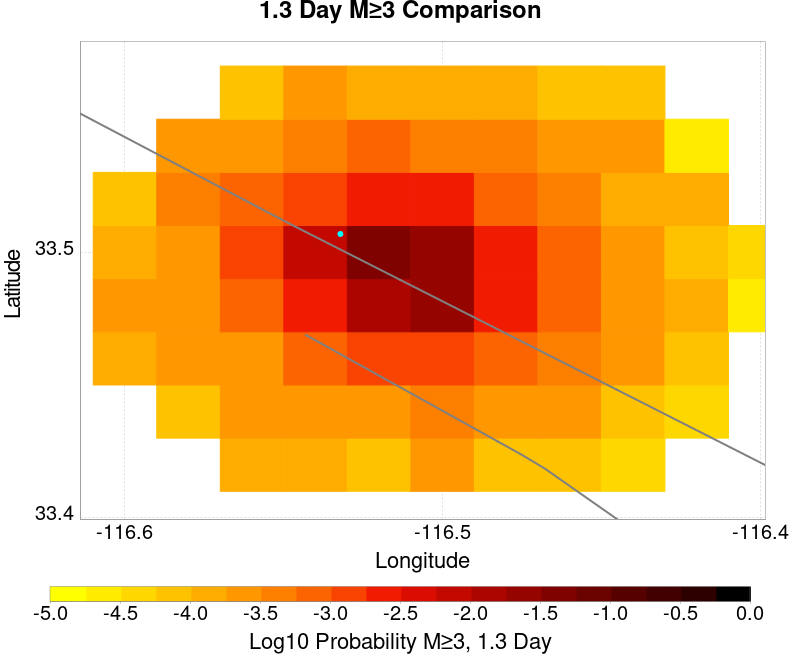 1.3 Day M≥3 Comparison
Latitude
33.5
33.4
-116.6 -116.5 -116.4
Longitude
-5.0 -4.5 -4.0 -3.5 -3.0 -2.5 -2.0 -1.5 -1.0 -0.5 0.0
Log10 Probability M≥3, 1.3 Day